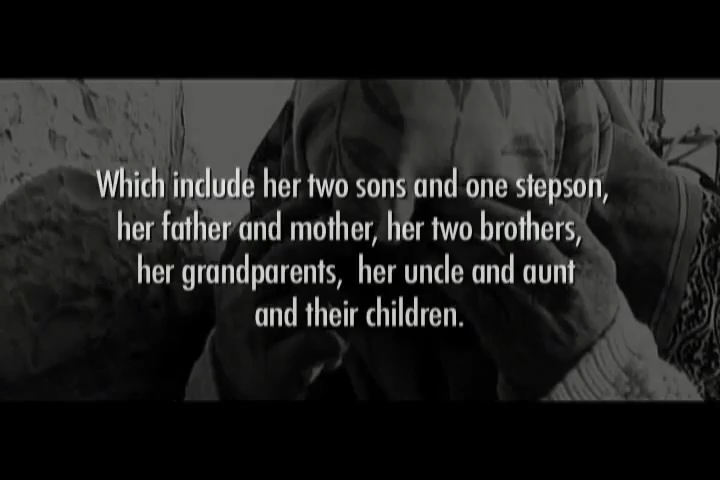 Which include her two sons and one stepson,
her father and mother, her two brothers,
her grandparents, her uncle and aunt
and their children.